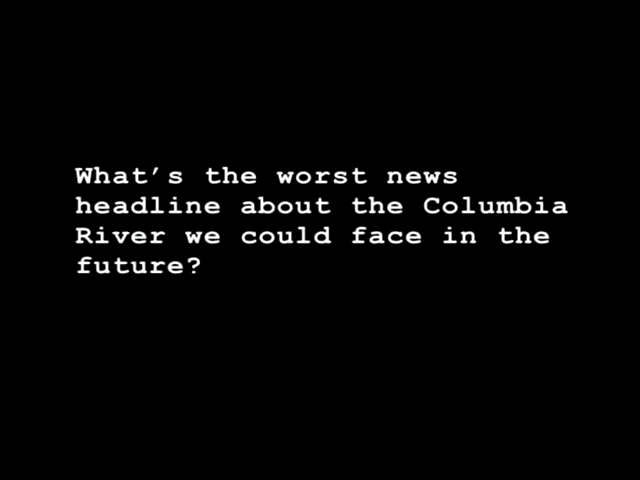 What’s the worst news
headline about the Columbia
River we could face in the
future?